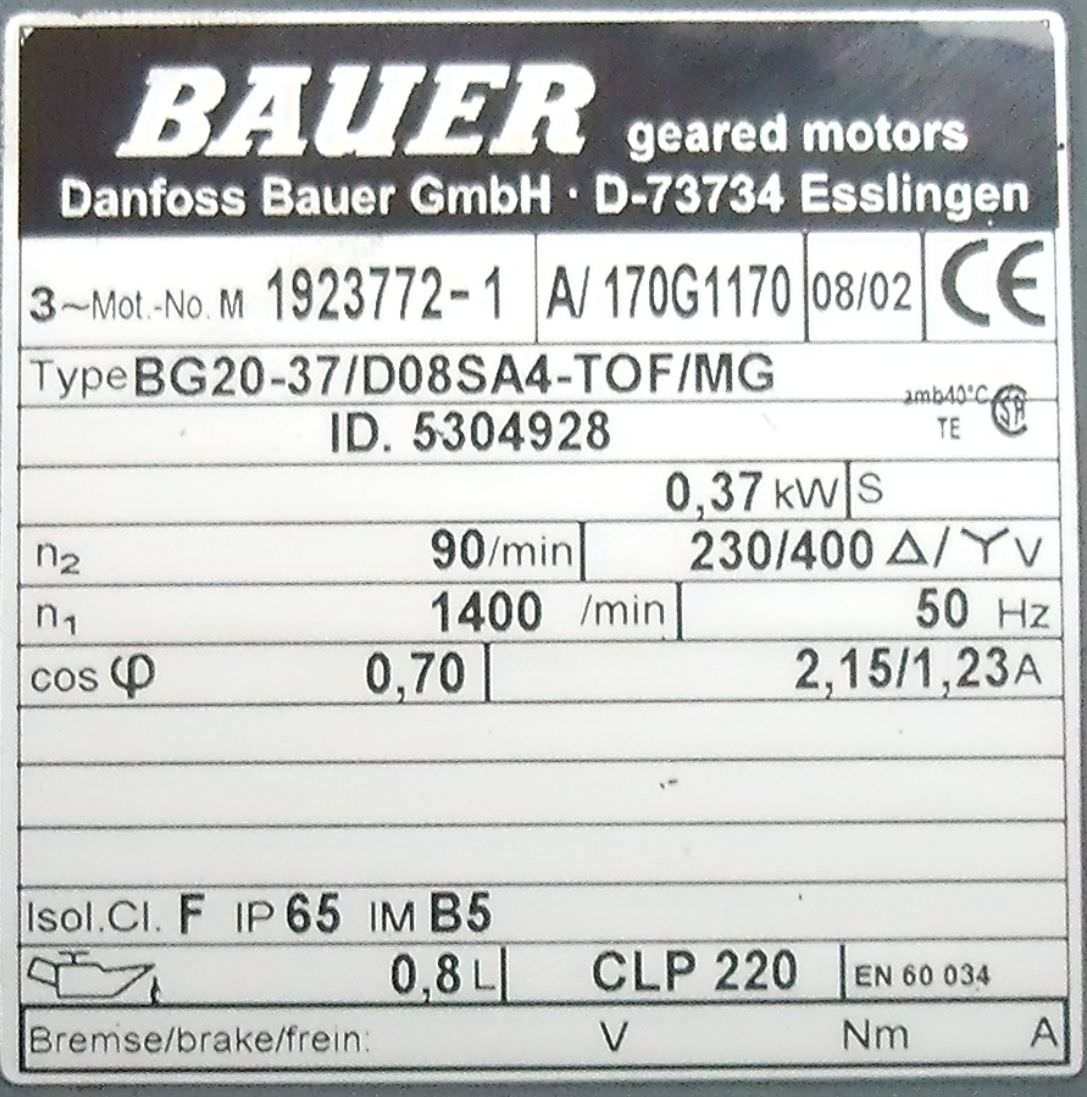 BAUER geared motors
Danfoss Bauer GmbH · D-73734 Esslingen
3~Mot.-No. M 1923772-1 A/ 170G1170 08/02 CE
Type BG20-37/D08SA4-TOF/MG
amb40°C SA
ID. 5304928 TE
0,37 kW S
n2 90/min 230/400 Δ/Y V
n1 1400 /min 50 Hz
cos φ 0,70 2,15/1,23 A
Isol.Cl. F IP 65 IM B5
0,8 L CLP 220 EN 60 034
Bremse/brake/frein: V Nm A